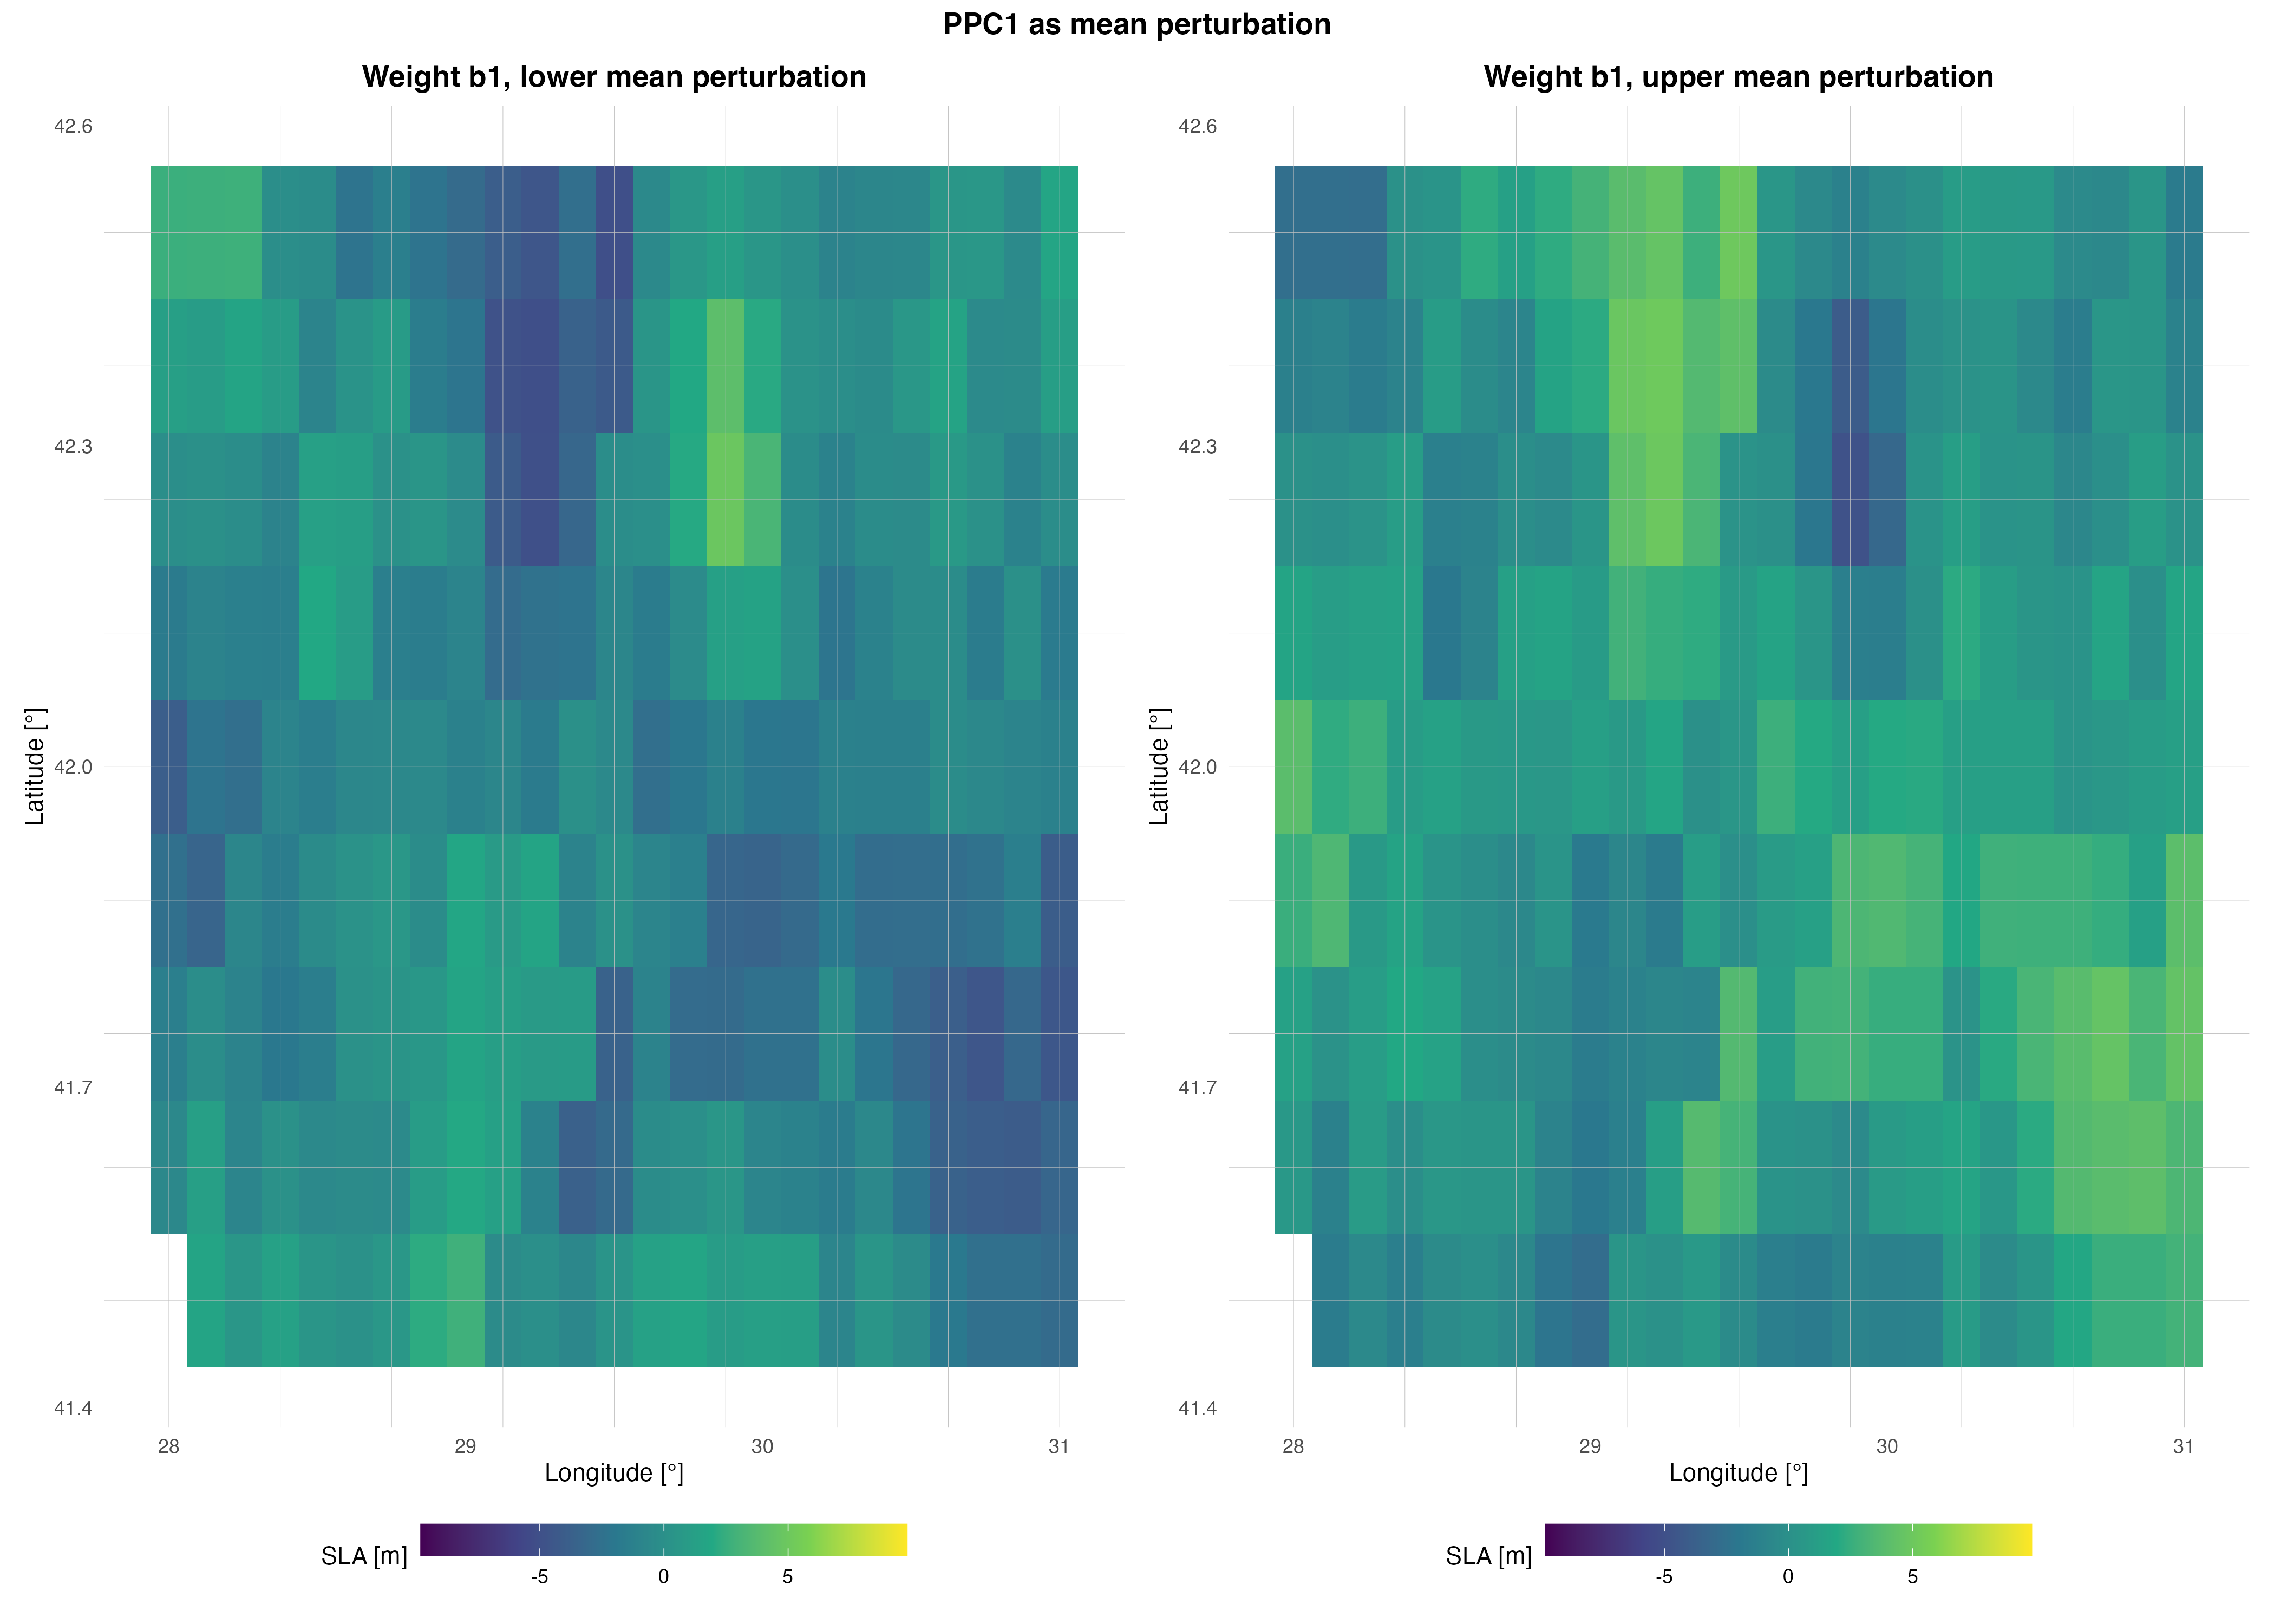 PPC1 as mean perturbation
Weight b1, lower mean perturbation
Weight b1, upper mean perturbation
Latitude [°]
42.6
42.3
42.0
41.7
41.4
28 29 30 31
Longitude [°]
SLA [m]
-5 0 5
Latitude [°]
42.6
42.3
42.0
41.7
41.4
28 29 30 31
Longitude [°]
SLA [m]
-5 0 5